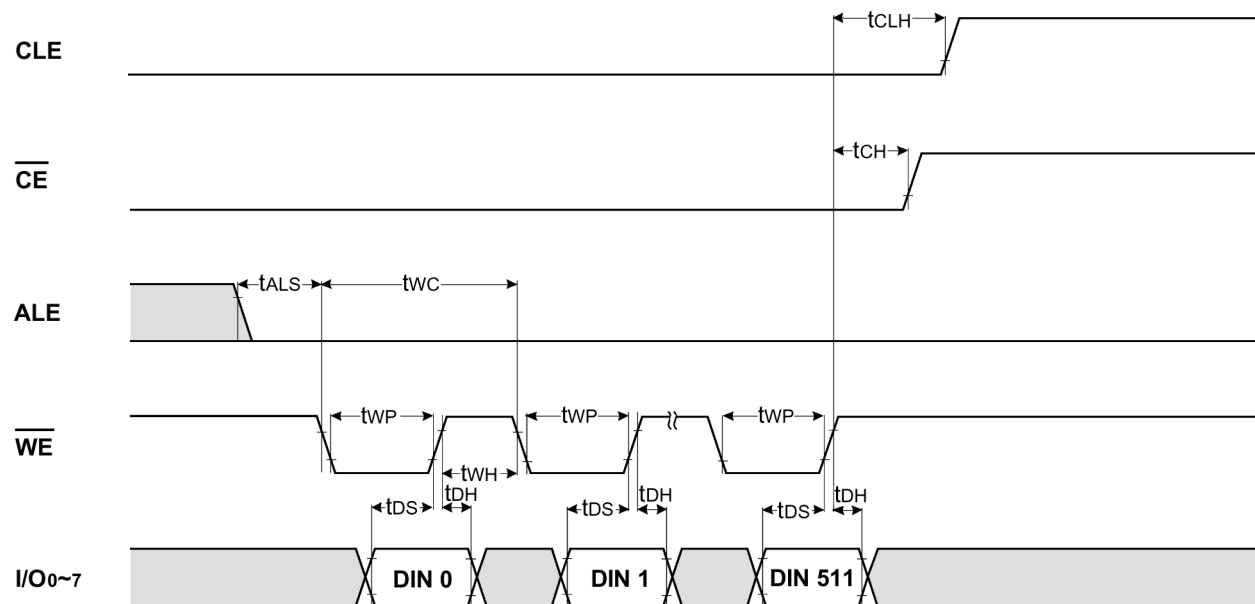 CLE
tCLH
CE
tCH
ALE
tALS
tWC
WE
tWP
tWP
tWP
tWH
tDS
tDH
tDS
tDH
tDS
tDH
I/O0~7
DIN 0
DIN 1
DIN 511